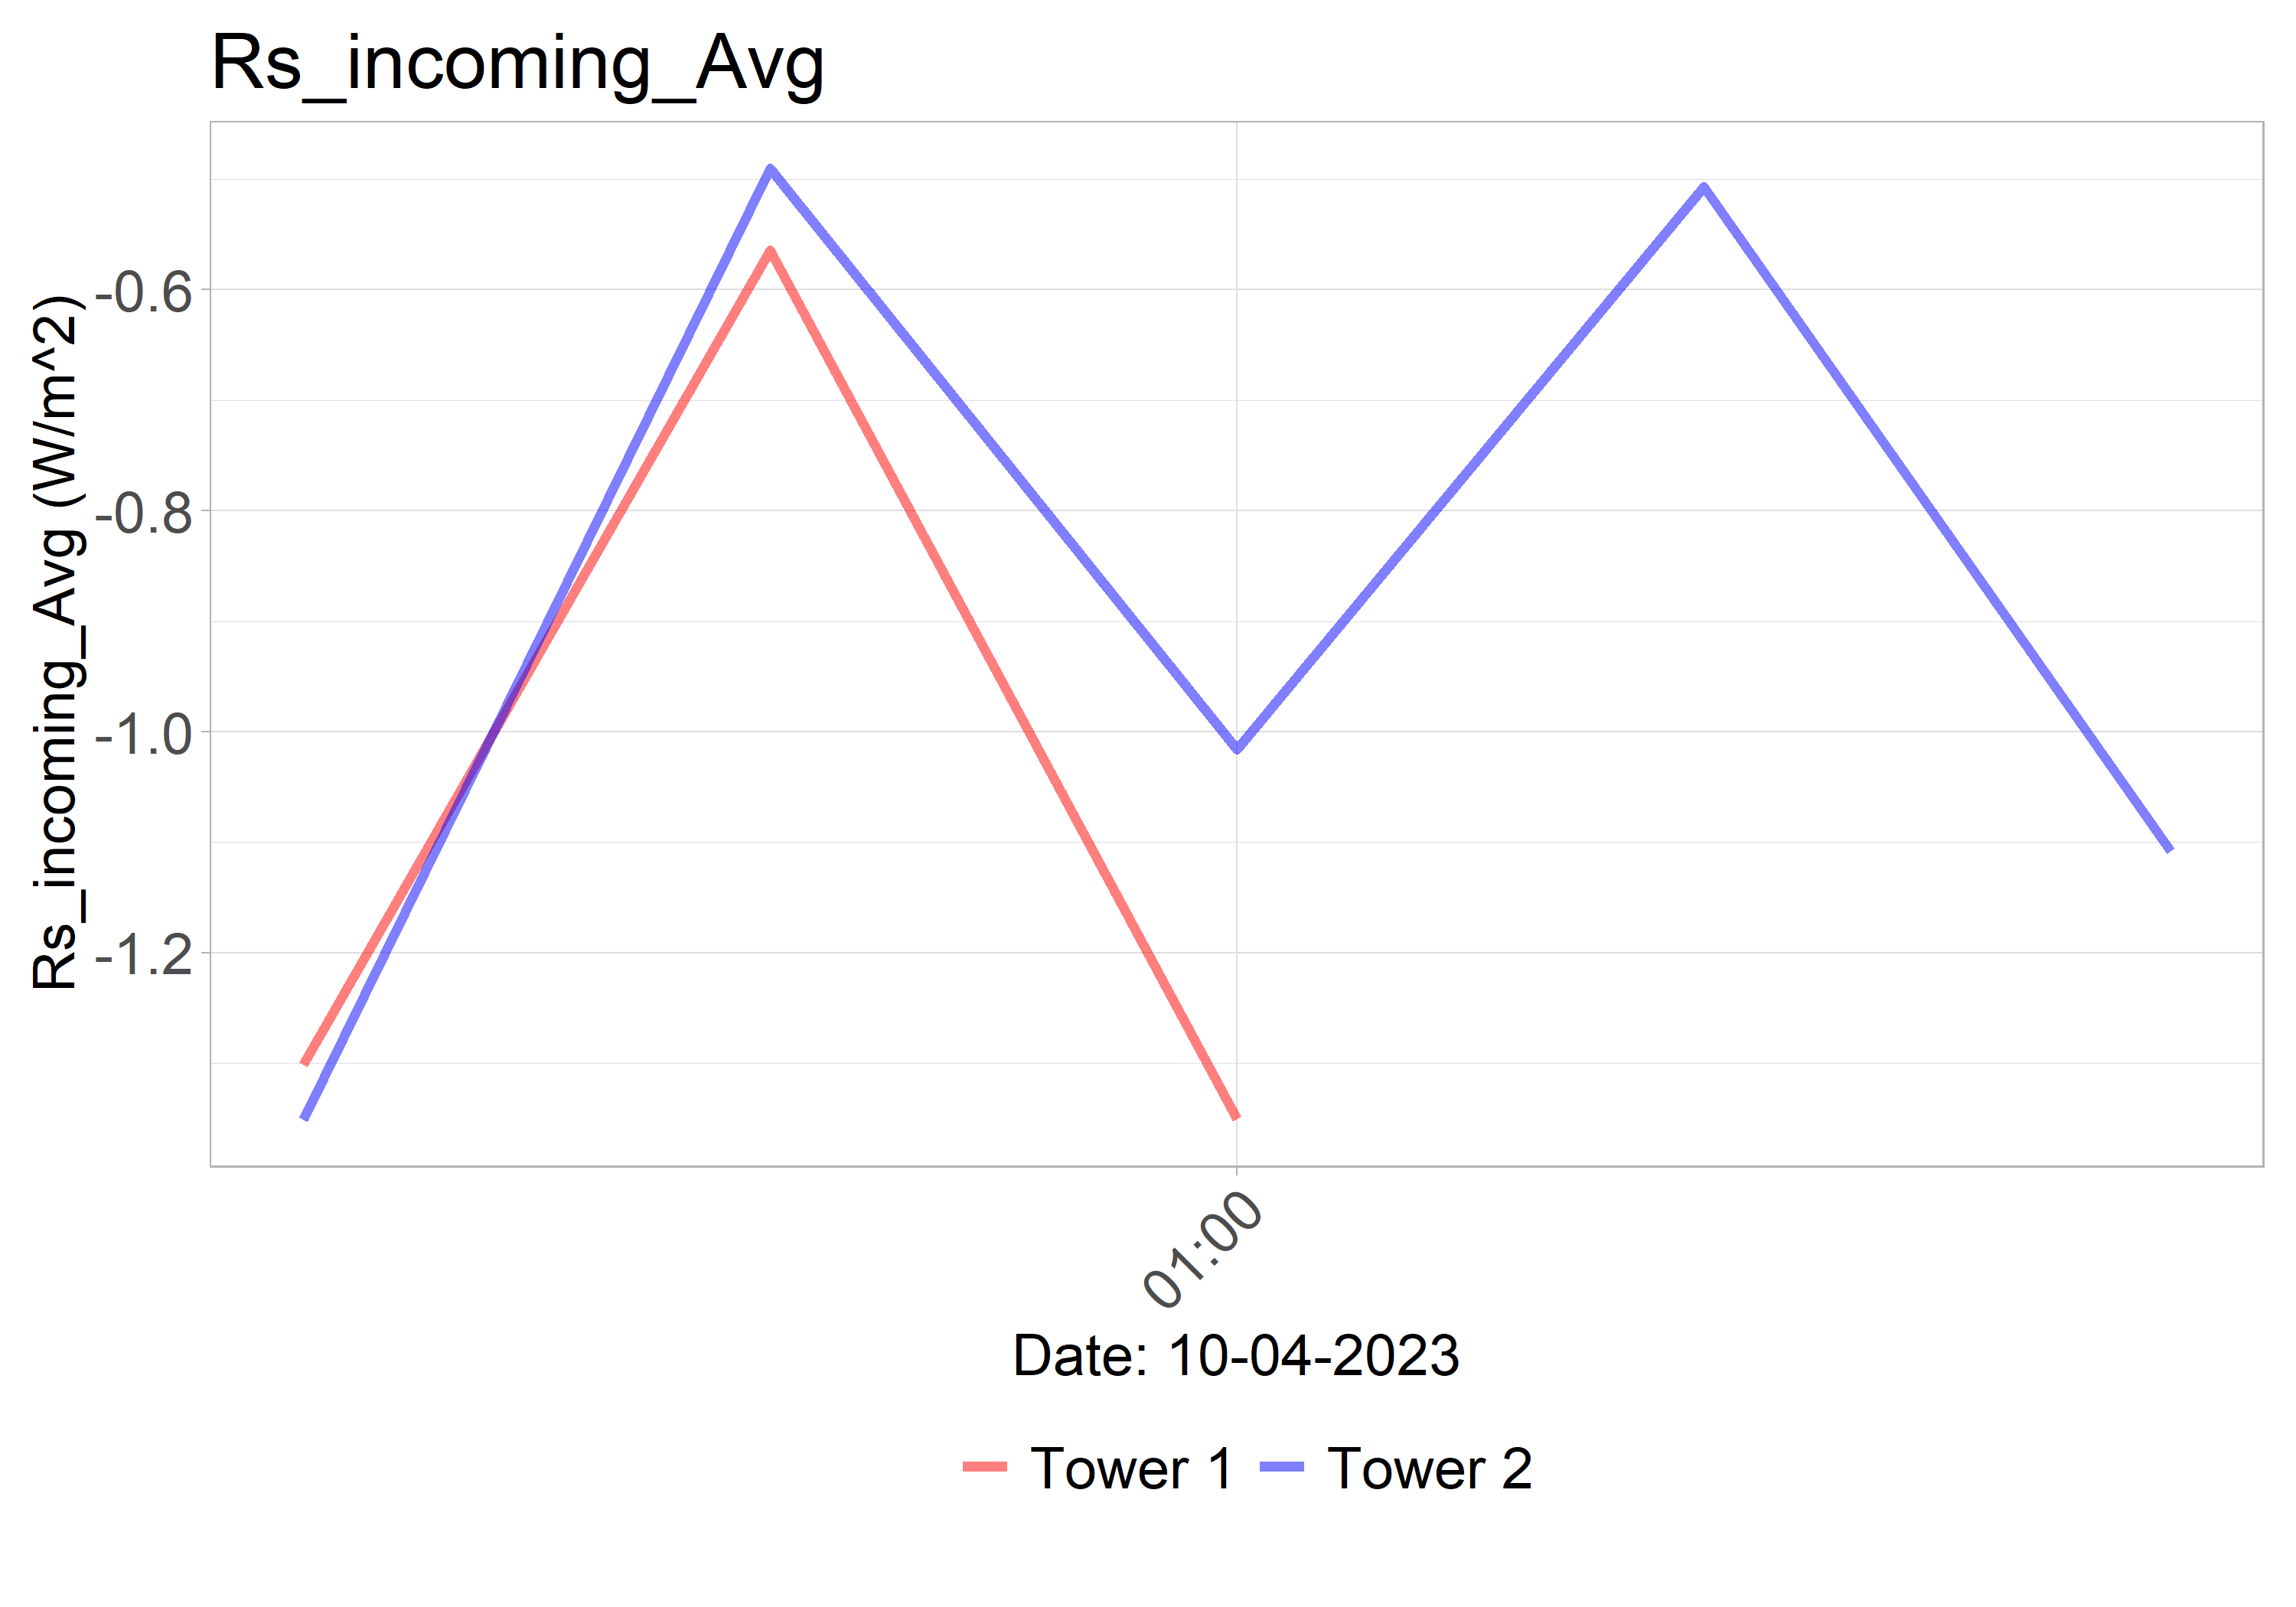 Rs_incoming_Avg
Rs_incoming_Avg (W/m^2)
-0.6
-0.8
-1.0
-1.2
01:00
Date: 10-04-2023
Tower 1 Tower 2